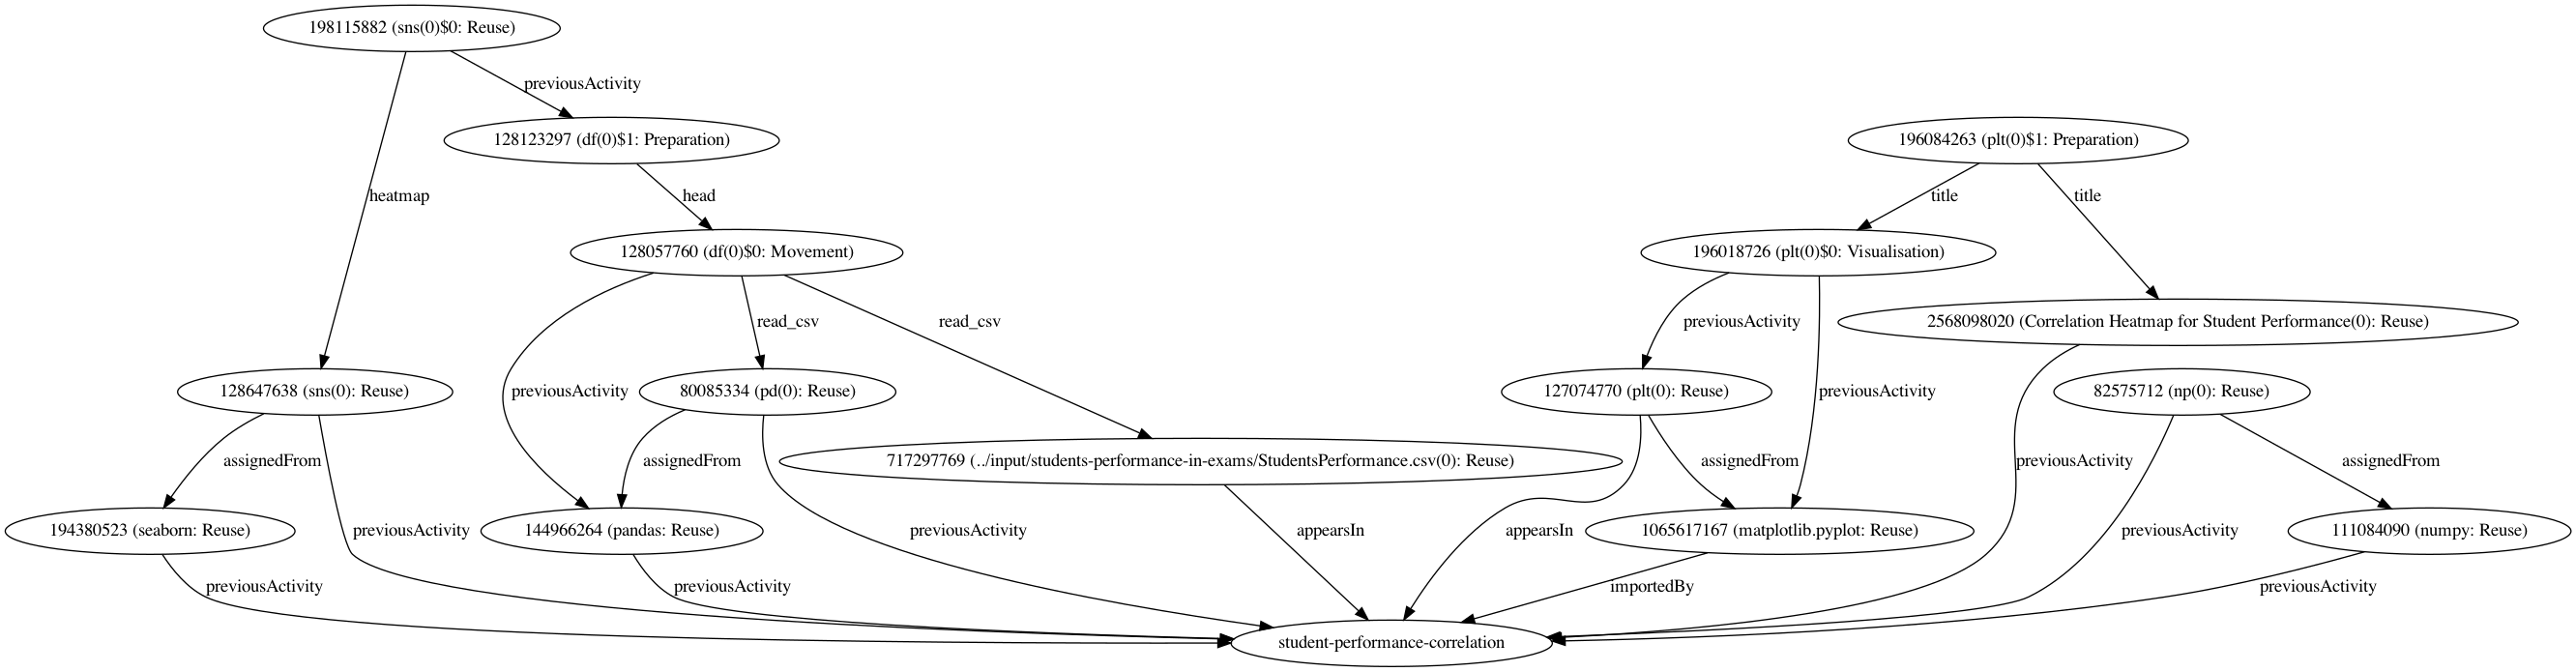 198115882 (sns(0)$0: Reuse)
previousActivity
128123297 (df(0)$1: Preparation)
196084263 (plt(0)$1: Preparation)
heatmap
head
title
title
128057760 (df(0)$0: Movement)
196018726 (plt(0)$0: Visualisation)
read_csv
read_csv
previousActivity
2568098020 (Correlation Heatmap for Student Performance(0): Reuse)
128647638 (sns(0): Reuse)
previousActivity
80085334 (pd(0): Reuse)
127074770 (plt(0): Reuse)
previousActivity
82575712 (np(0): Reuse)
assignedFrom
assignedFrom
717297769 (../input/students-performance-in-exams/StudentsPerformance.csv(0): Reuse)
assignedFrom
previousActivity
assignedFrom
194380523 (seaborn: Reuse)
previousActivity
144966264 (pandas: Reuse)
previousActivity
appearsIn
appearsIn
1065617167 (matplotlib.pyplot: Reuse)
previousActivity
111084090 (numpy: Reuse)
previousActivity
previousActivity
importedBy
previousActivity
student-performance-correlation